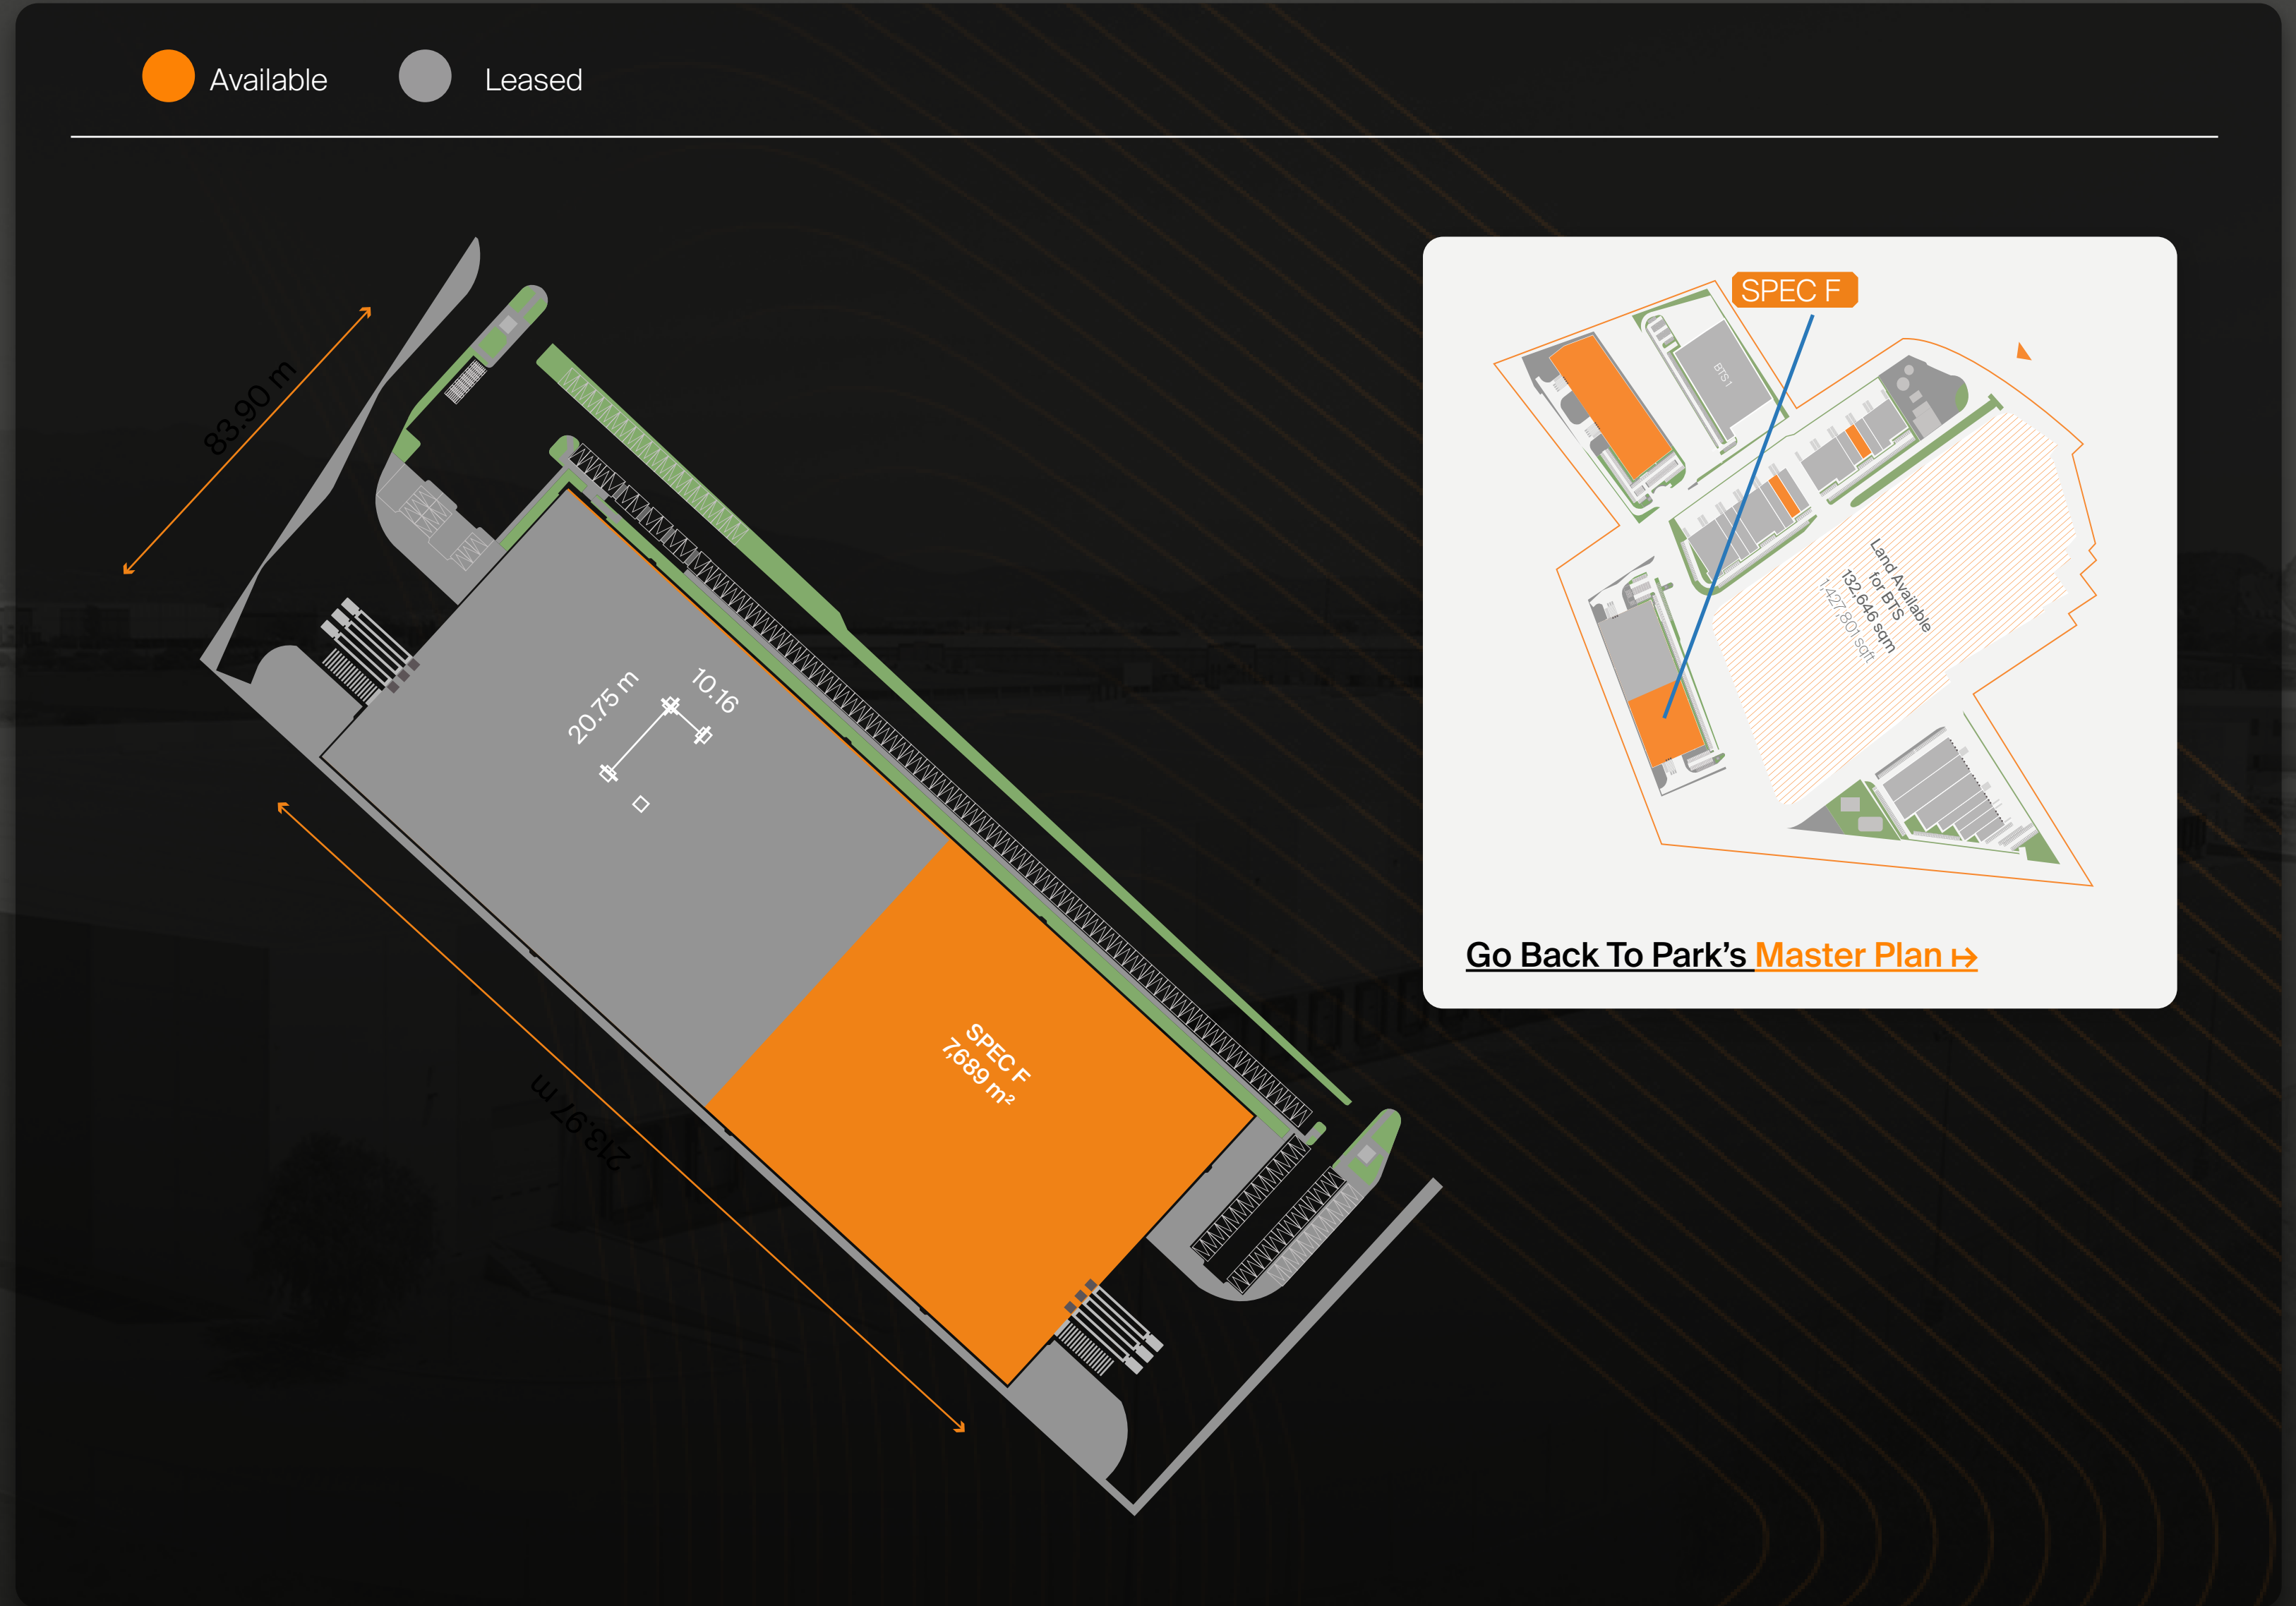 Available
Leased
83.90 m
20.75 m
10.16
SPEC F
7,689 m²
213.97 m
SPEC F
BTS 1
Land Available
for BTS
132,646 sqm
1,427,801 sqft
Go Back To Park’s Master Plan ↦